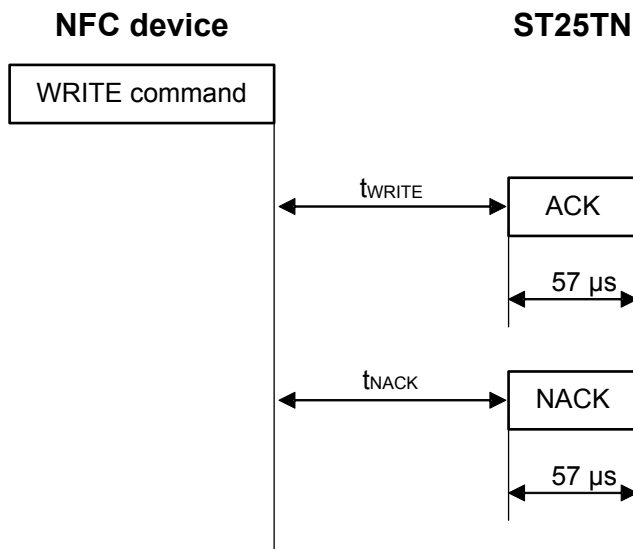 NFC device ST25TN
WRITE command
tWRITE
ACK
57 µs
tNACK
NACK
57 µs